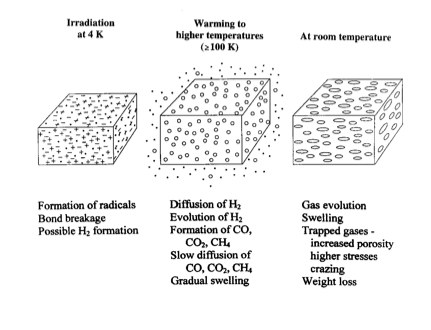 Irradiation
at 4 K
Warming to
higher temperatures
(≥100 K)
At room temperature
Formation of radicals
Bond breakage
Possible H₂ formation
Diffusion of H₂
Evolution of H₂
Formation of CO,
CO₂, CH₄
Slow diffusion of
CO, CO₂, CH₄
Gradual swelling
Gas evolution
Swelling
Trapped gases -
increased porosity
higher stresses
crazing
Weight loss